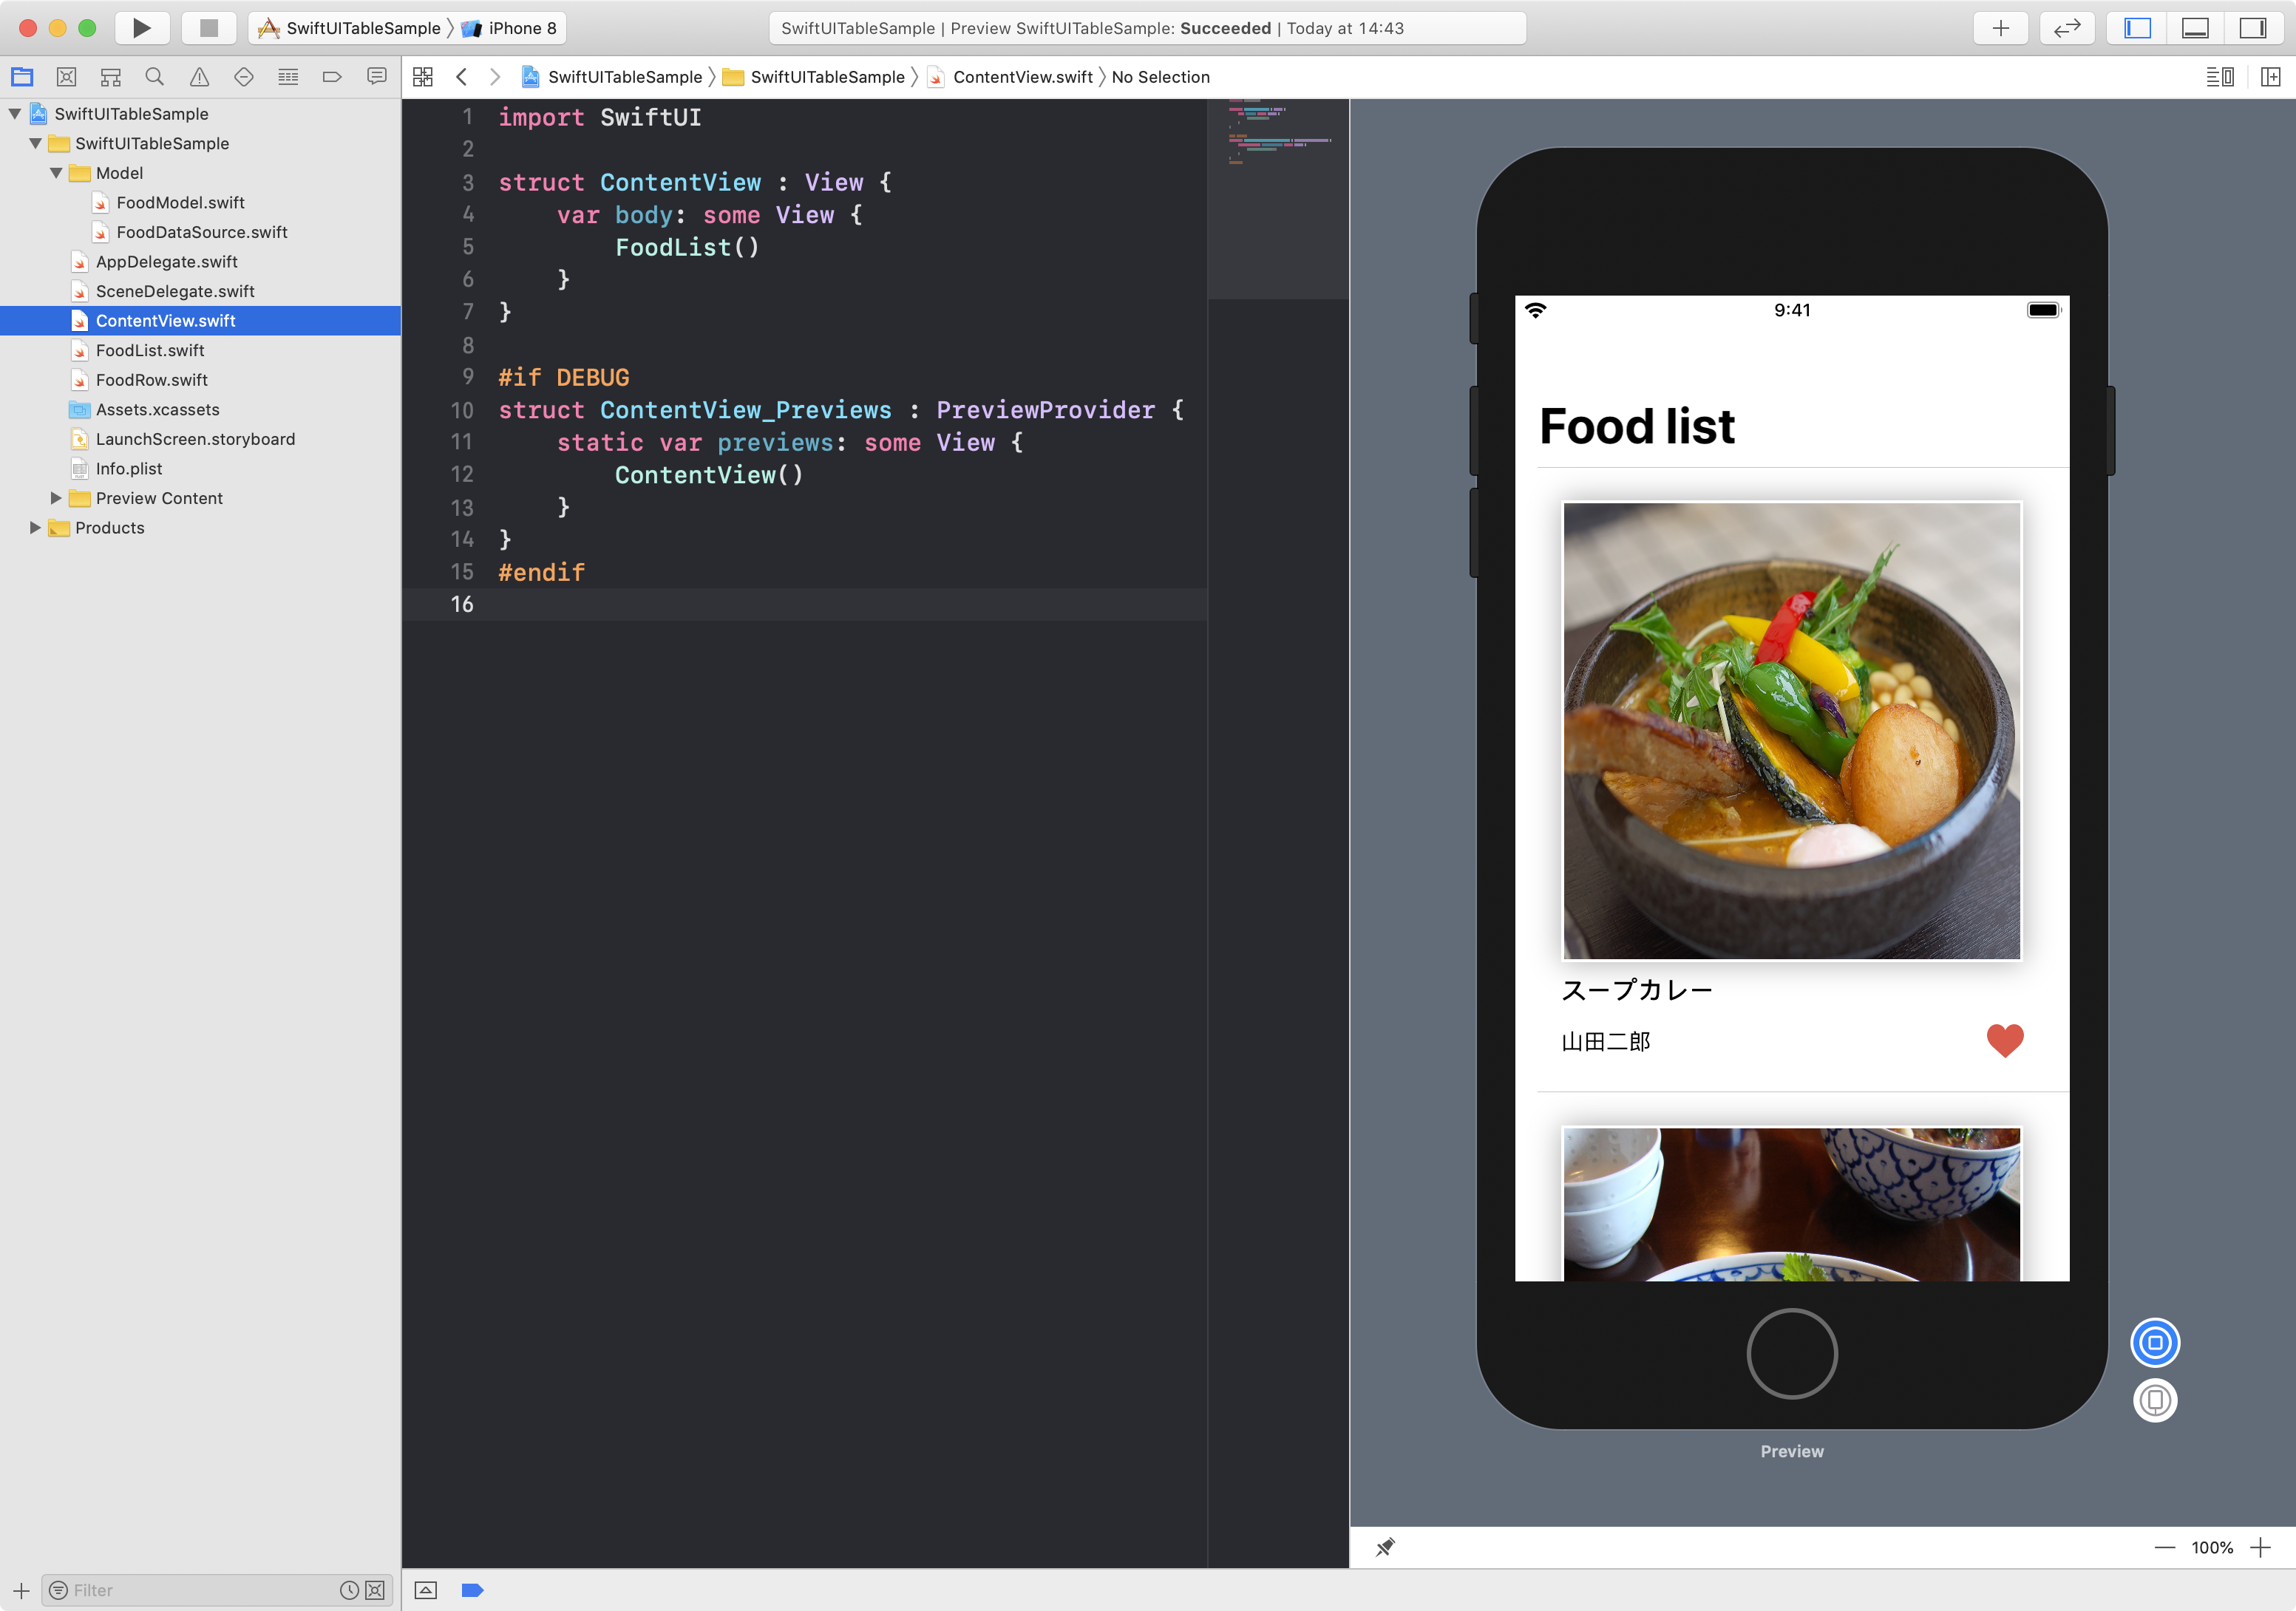 SwiftUITableSample 〉 iPhone 8
SwiftUITableSample | Preview SwiftUITableSample: Succeeded | Today at 14:43
SwiftUITableSample 〉 SwiftUITableSample 〉 ContentView.swift 〉 No Selection
SwiftUITableSample
SwiftUITableSample
Model
FoodModel.swift
FoodDataSource.swift
AppDelegate.swift
SceneDelegate.swift
ContentView.swift
FoodList.swift
FoodRow.swift
Assets.xcassets
LaunchScreen.storyboard
Info.plist
Preview Content
Products
Filter
1 import SwiftUI
2
3 struct ContentView : View {
4     var body: some View {
5         FoodList()
6     }
7 }
8
9 #if DEBUG
10 struct ContentView_Previews : PreviewProvider {
11     static var previews: some View {
12         ContentView()
13     }
14 }
15 #endif
16
9:41
Food list
スープカレー
山田二郎
Preview
100%